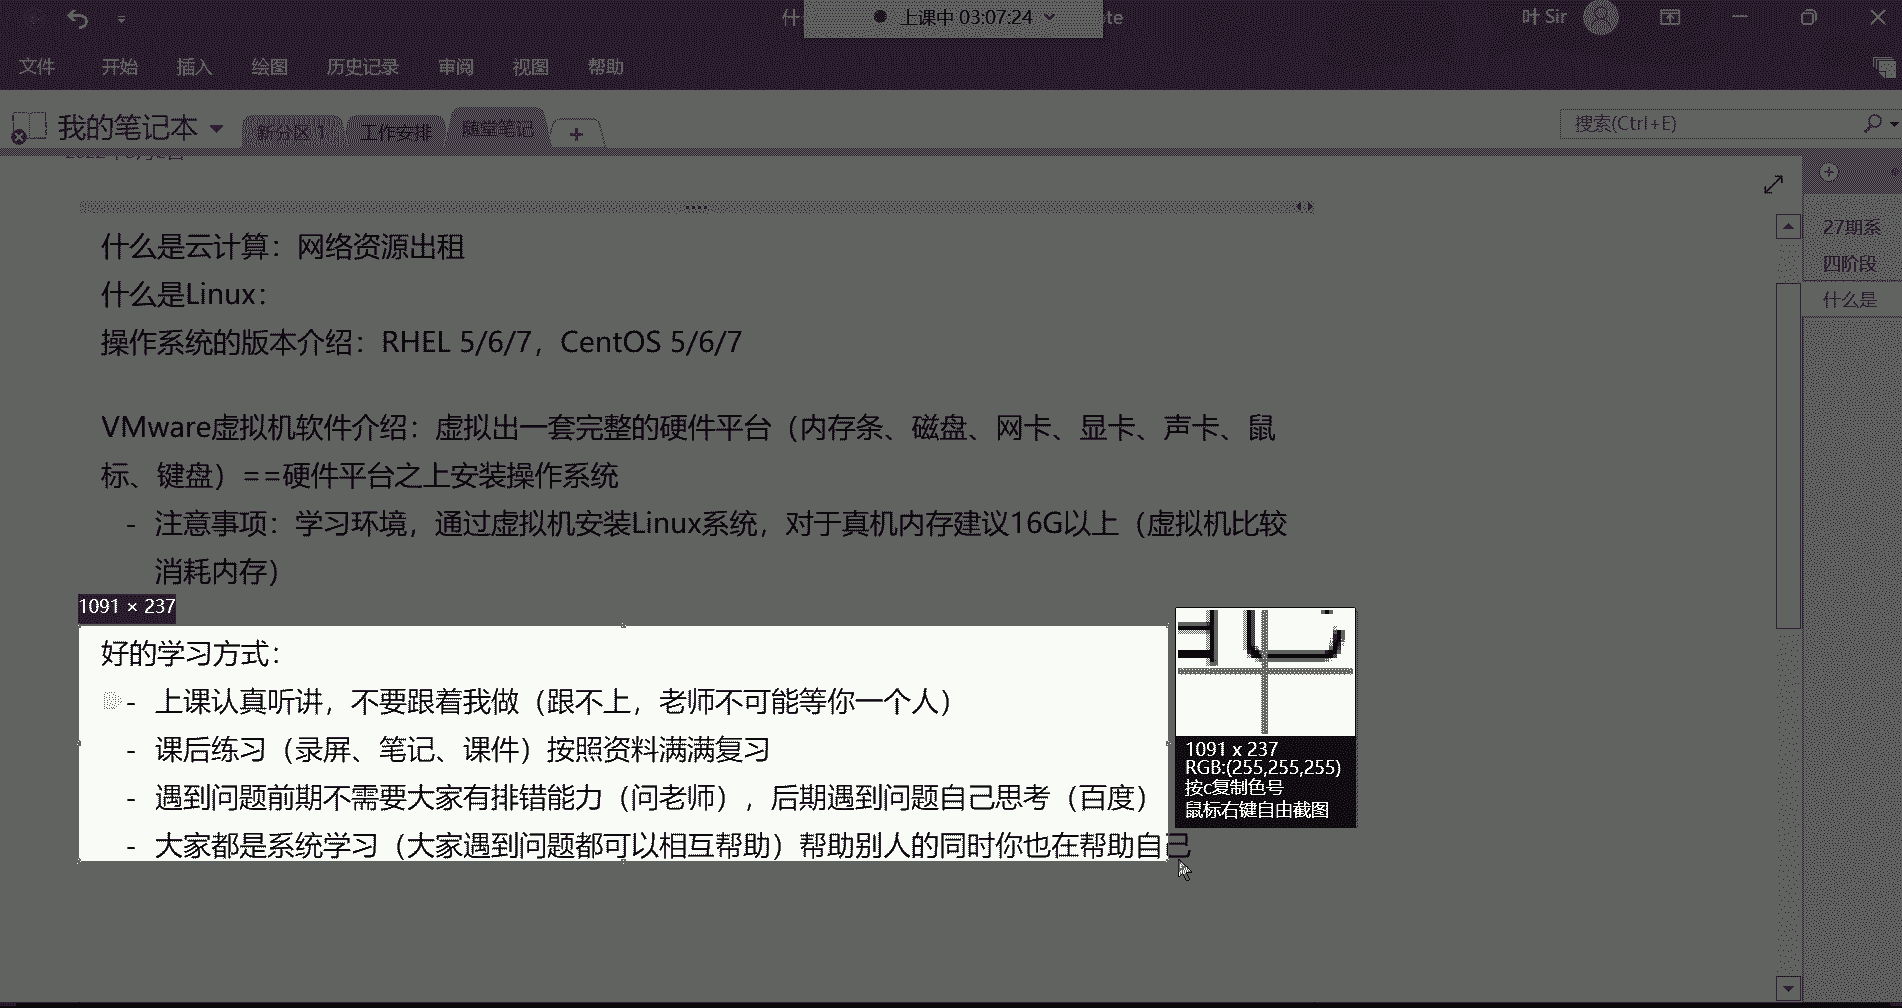 上课中 03:07:24
叶 Sir
文件 开始 插入 绘图 历史记录 审阅 视图 帮助
我的笔记本
新分区 1
工作安排
随堂笔记
搜索(Ctrl+E)
27期系
四阶段
什么是
什么是云计算：网络资源出租
什么是Linux：
操作系统的版本介绍：RHEL 5/6/7，CentOS 5/6/7
VMware虚拟机软件介绍：虚拟出一套完整的硬件平台（内存条、磁盘、网卡、显卡、声卡、鼠
标、键盘）==硬件平台之上安装操作系统
- 注意事项：学习环境，通过虚拟机安装Linux系统，对于真机内存建议16G以上（虚拟机比较
消耗内存）
1091 × 237
好的学习方式：
- 上课认真听讲，不要跟着我做（跟不上，老师不可能等你一个人）
- 课后练习（录屏、笔记、课件）按照资料满满复习
- 遇到问题前期不需要大家有排错能力（问老师），后期遇到问题自己思考（百度）
- 大家都是系统学习（大家遇到问题都可以相互帮助）帮助别人的同时你也在帮助自己
1091 x 237
RGB:(255,255,255)
按c复制色号
鼠标右键自由截图